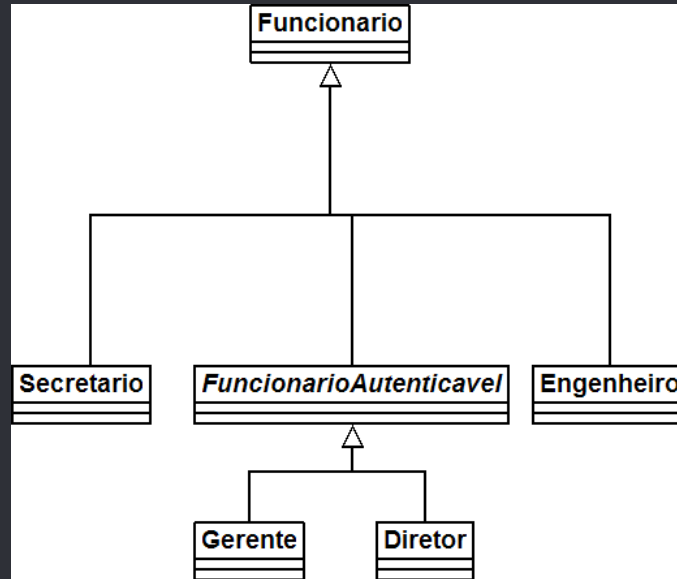 Funcionario
Secretario
FuncionarioAutenticavel
Engenheiro
Gerente
Diretor